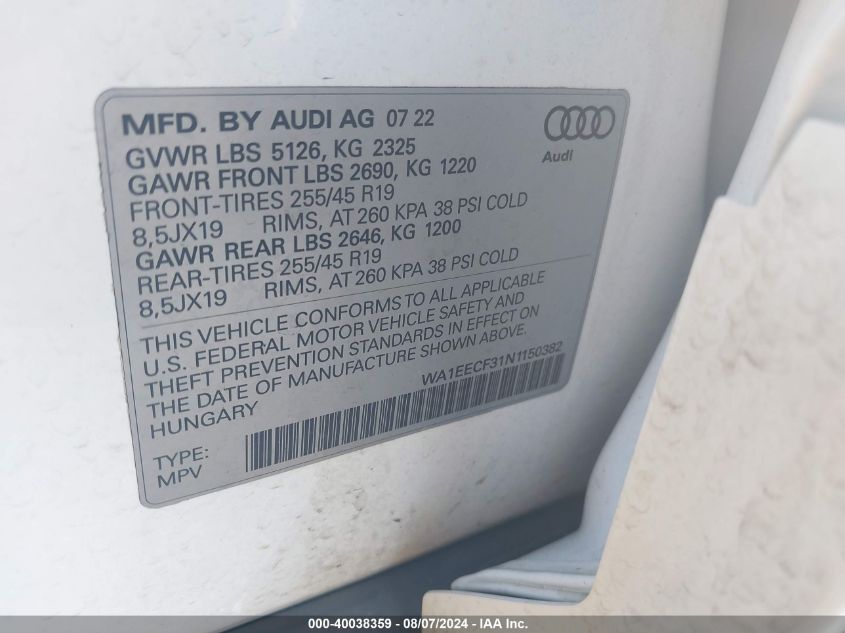 MFD. BY AUDI AG 07 22
Audi
GVWR LBS 5126, KG 2325
GAWR FRONT LBS 2690, KG 1220
FRONT-TIRES 255/45 R19
8,5JX19 RIMS, AT 260 KPA 38 PSI COLD
GAWR REAR LBS 2646, KG 1200
REAR-TIRES 255/45 R19
8,5JX19 RIMS, AT 260 KPA 38 PSI COLD
THIS VEHICLE CONFORMS TO ALL APPLICABLE
U.S. FEDERAL MOTOR VEHICLE SAFETY AND
THEFT PREVENTION STANDARDS IN EFFECT ON
THE DATE OF MANUFACTURE SHOWN ABOVE.
HUNGARY
WA1EECF31N1150382
TYPE:
MPV
000-40038359 - 08/07/2024 - IAA Inc.